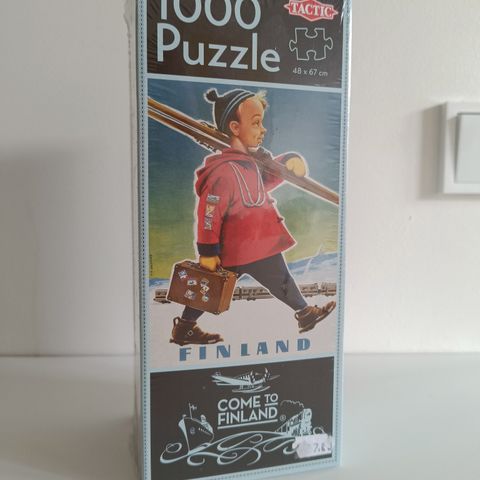 1000
Puzzle
TACTIC
48 x 67 cm
FINLAND
COME TO
FINLAND®